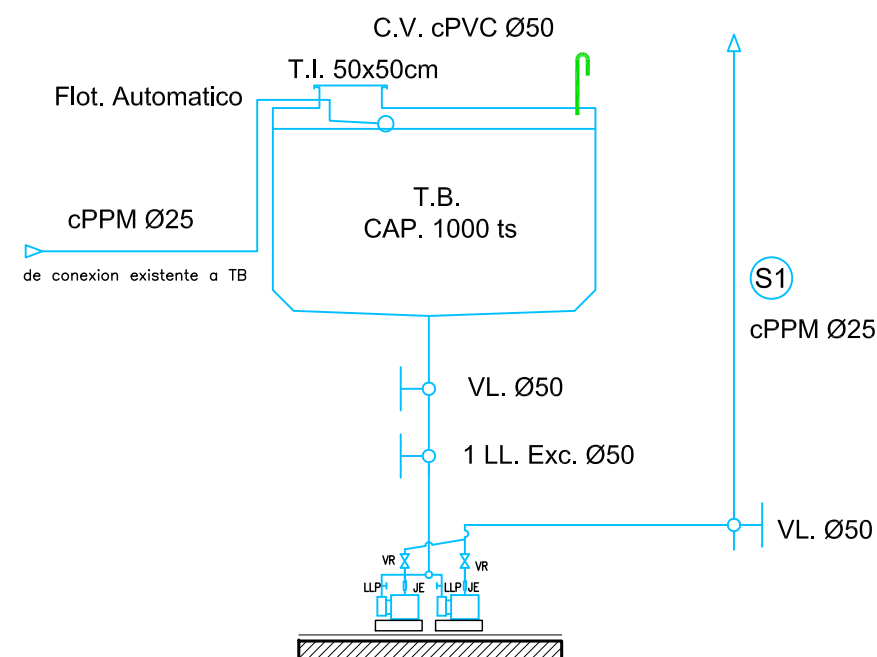 C.V. cPVC Ø50
T.I. 50x50cm
Flot. Automatico
T.B.
CAP. 1000 ts
cPPM Ø25
de conexion existente a TB
S1
cPPM Ø25
VL. Ø50
1 LL. Exc. Ø50
VL. Ø50
VR
VR
LLP
JE
LLP
JE